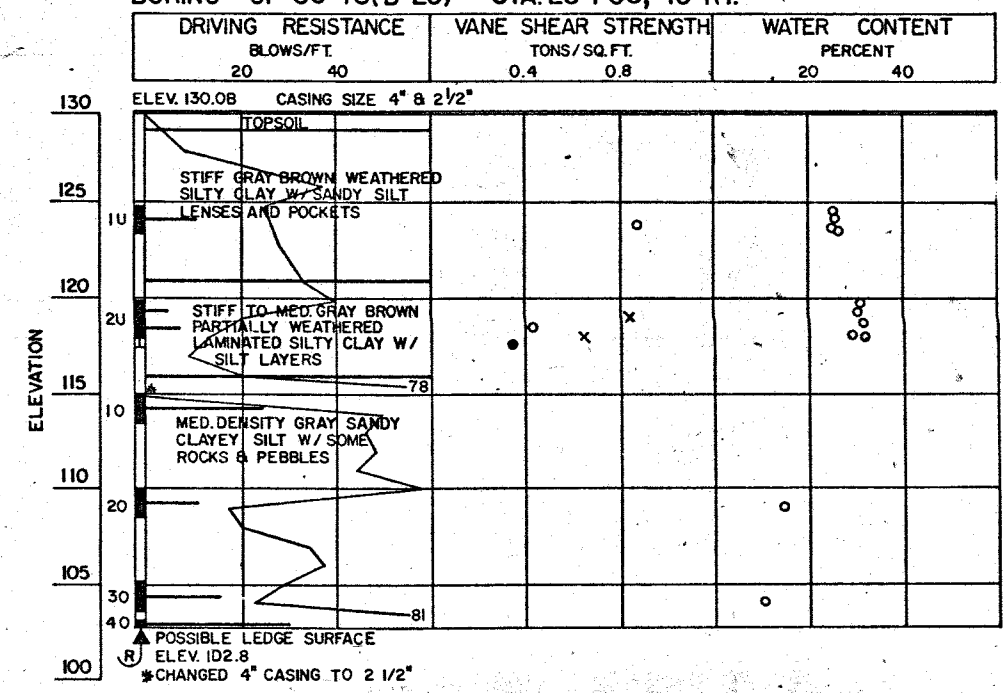 DRIVING RESISTANCE
BLOWS/FT.
20 40
VANE SHEAR STRENGTH
TONS/SQ.FT.
0.4 0.8
WATER CONTENT
PERCENT
20 40
ELEV. 130.08 CASING SIZE 4" & 2 1/2"
130
TOPSOIL
STIFF GRAY BROWN WEATHERED
SILTY CLAY W/SANDY SILT
LENSES AND POCKETS
125
1U
120
2U
STIFF TO MED. GRAY BROWN
PARTIALLY WEATHERED
LAMINATED SILTY CLAY W/
SILT LAYERS
78
ELEVATION
115
*
10
MED. DENSITY GRAY SANDY
CLAYEY SILT W/ SOME
ROCKS & PEBBLES
110
20
105
30
81
40
POSSIBLE LEDGE SURFACE
R ELEV. 1D2.8
100
*CHANGED 4" CASING TO 2 1/2"